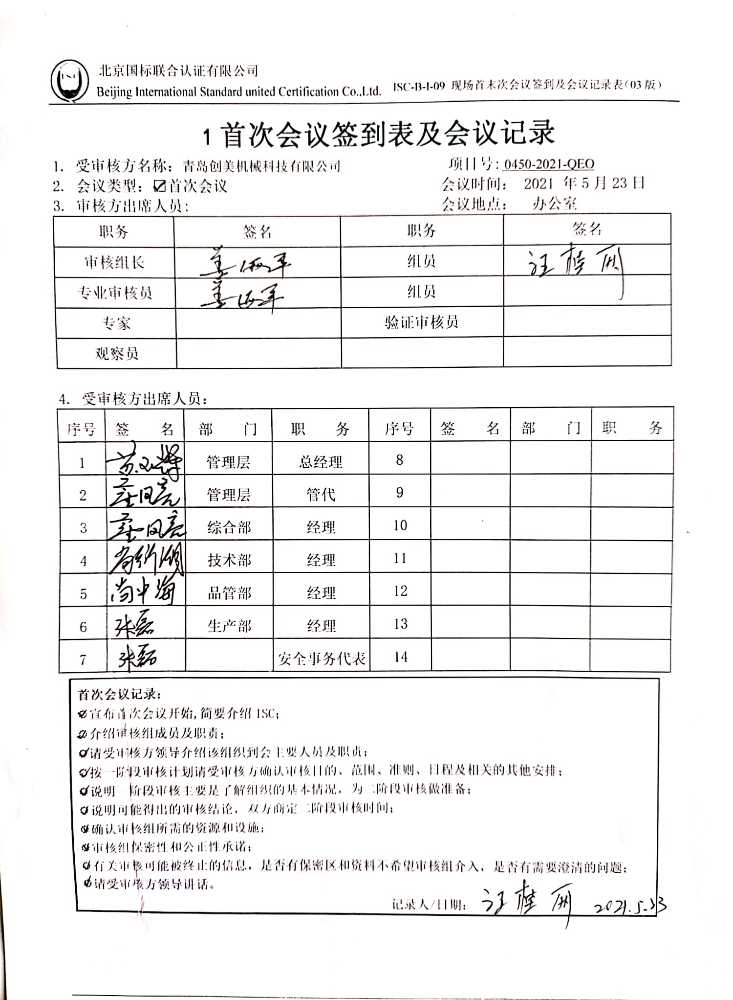 ISC
北京国标联合认证有限公司
Beijing International Standard united Certification Co.,Ltd. ISC-B-I-09 现场首末次会议签到及会议记录表(03版)
1 首次会议签到表及会议记录
1. 受审核方名称: 青岛创美机械科技有限公司 项目号: 0450-2021-QEO
2. 会议类型: ☑首次会议 会议时间: 2021 年 5 月 23 日
3. 审核方出席人员: 会议地点: 办公室
职务 签名 职务 签名
审核组长 姜海军 组员 汪桂丽
专业审核员 姜海军 组员
专家 验证审核员
观察员
4. 受审核方出席人员:
序号 签 名 部 门 职 务 序号 签 名 部 门 职 务
1 管理层 总经理 8
2 管理层 管代 9
3 综合部 经理 10
4 技术部 经理 11
5 尚中海 品管部 经理 12
6 张磊 生产部 经理 13
7 张磊 安全事务代表 14
首次会议记录:
宣布首次会议开始,简要介绍 ISC;
介绍审核组成员及职责;
请受审核方领导介绍该组织到会主要人员及职责;
按一阶段审核计划请受审核方确认审核目的、范围、准则、日程及相关的其他安排;
说明一阶段审核主要是了解组织的基本情况，为二阶段审核做准备;
说明可能得出的审核结论，双方商定二阶段审核时间;
确认审核组所需的资源和设施;
审核组保密性和公正性承诺;
有关审核可能被终止的信息，是否有保密区和资料不希望审核组介入，是否有需要澄清的问题;
请受审核方领导讲话。
记录人/日期: 汪桂丽 2021.5.23